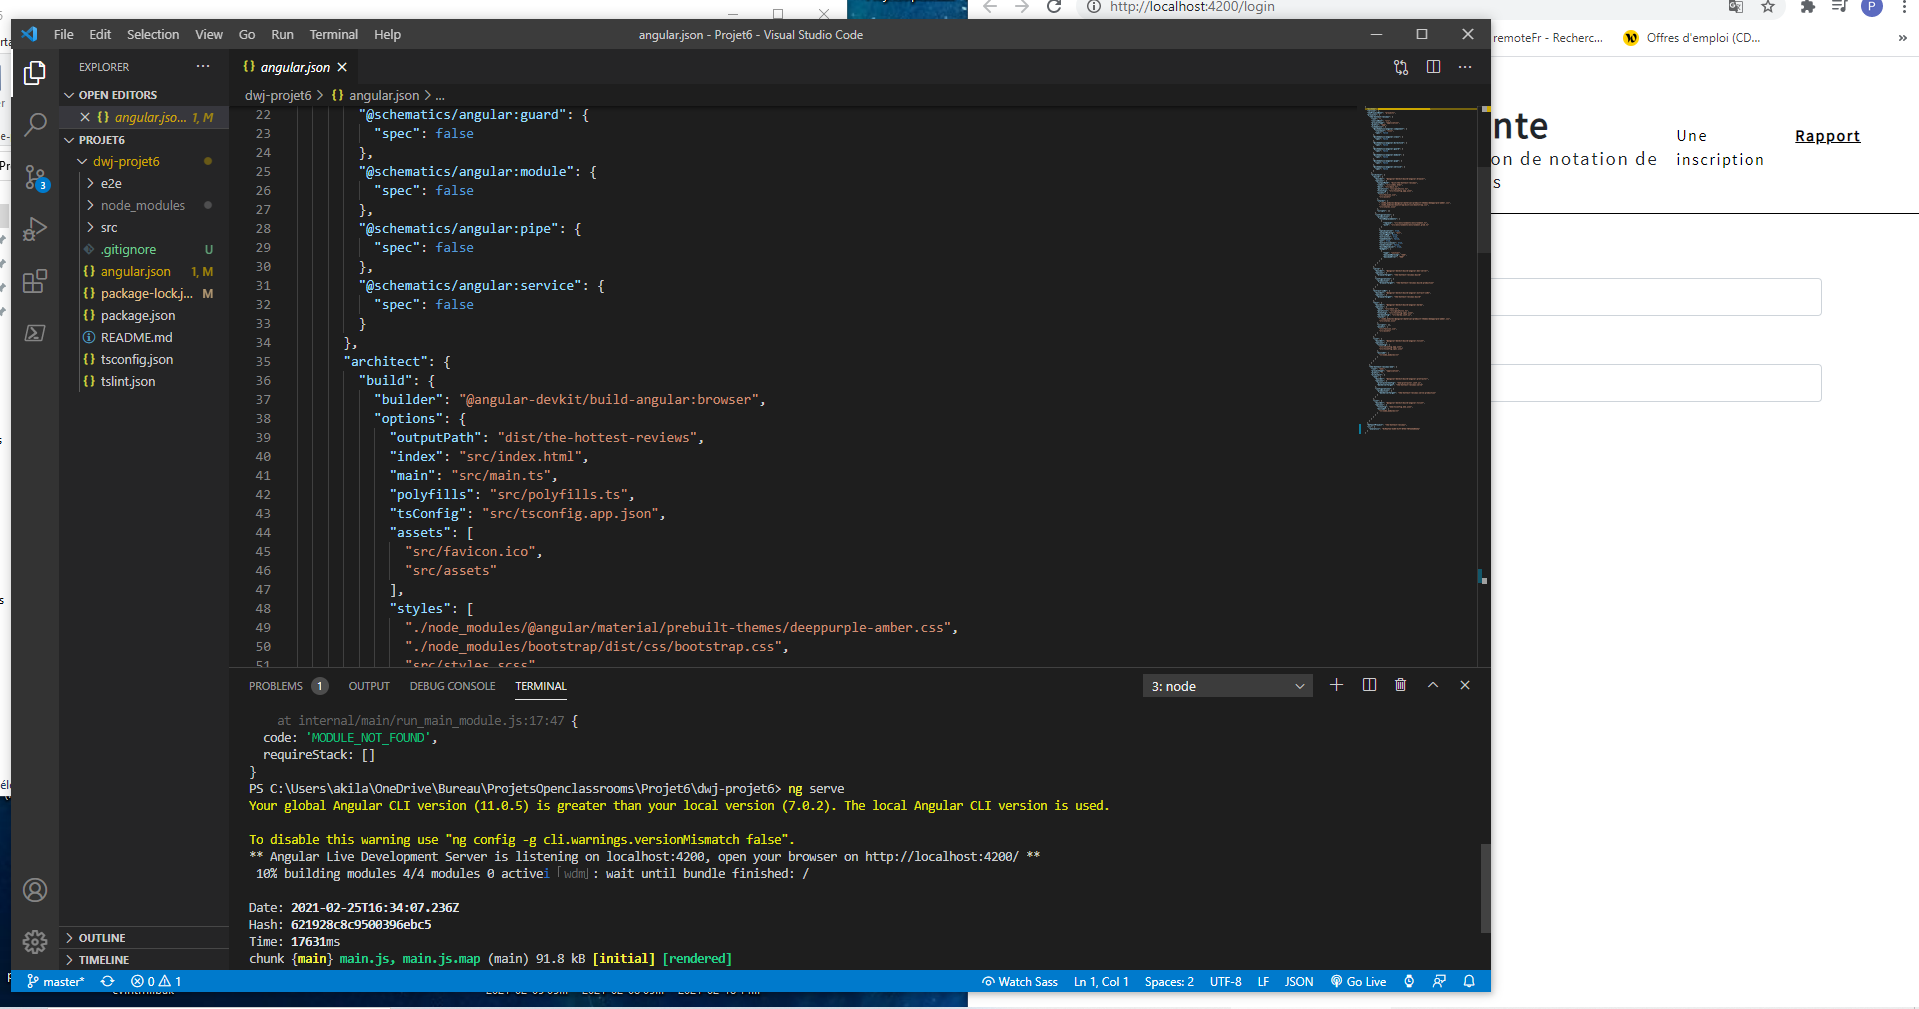 File Edit Selection View Go Run Terminal Help
angular.json - Projet6 - Visual Studio Code
EXPLORER
OPEN EDITORS
angular.jso... 1, M
PROJET6
dwj-projet6
e2e
node_modules
src
.gitignore U
angular.json 1, M
package-lock.j... M
package.json
README.md
tsconfig.json
tslint.json
OUTLINE
TIMELINE
3
{} angular.json
dwj-projet6 > {} angular.json > ...
22 "@schematics/angular:guard": {
23 "spec": false
24 },
25 "@schematics/angular:module": {
26 "spec": false
27 },
28 "@schematics/angular:pipe": {
29 "spec": false
30 },
31 "@schematics/angular:service": {
32 "spec": false
33 }
34 },
35 "architect": {
36 "build": {
37 "builder": "@angular-devkit/build-angular:browser",
38 "options": {
39 "outputPath": "dist/the-hottest-reviews",
40 "index": "src/index.html",
41 "main": "src/main.ts",
42 "polyfills": "src/polyfills.ts",
43 "tsConfig": "src/tsconfig.app.json",
44 "assets": [
45 "src/favicon.ico",
46 "src/assets"
47 ],
48 "styles": [
49 "./node_modules/@angular/material/prebuilt-themes/deeppurple-amber.css",
50 "./node_modules/bootstrap/dist/css/bootstrap.css",
51 "src/styles.scss"
PROBLEMS 1 OUTPUT DEBUG CONSOLE TERMINAL
3: node
at internal/main/run_main_module.js:17:47 {
code: 'MODULE_NOT_FOUND',
requireStack: []
}
PS C:\Users\akila\OneDrive\Bureau\ProjetsOpenclassrooms\Projet6\dwj-projet6> ng serve
Your global Angular CLI version (11.0.5) is greater than your local version (7.0.2). The local Angular CLI version is used.
To disable this warning use "ng config -g cli.warnings.versionMismatch false".
** Angular Live Development Server is listening on localhost:4200, open your browser on http://localhost:4200/ **
10% building modules 4/4 modules 0 activei ｢wdm｣: wait until bundle finished: /
Date: 2021-02-25T16:34:07.236Z
Hash: 621928c8c9500396ebc5
Time: 17631ms
chunk {main} main.js, main.js.map (main) 91.8 kB [initial] [rendered]
master* 0 1 Watch Sass Ln 1, Col 1 Spaces: 2 UTF-8 LF JSON Go Live
http://localhost:4200/login
P
remoteFr - Recherc... Offres d'emploi (CD...
nte
on de notation de
s
Une
inscription
Rapport